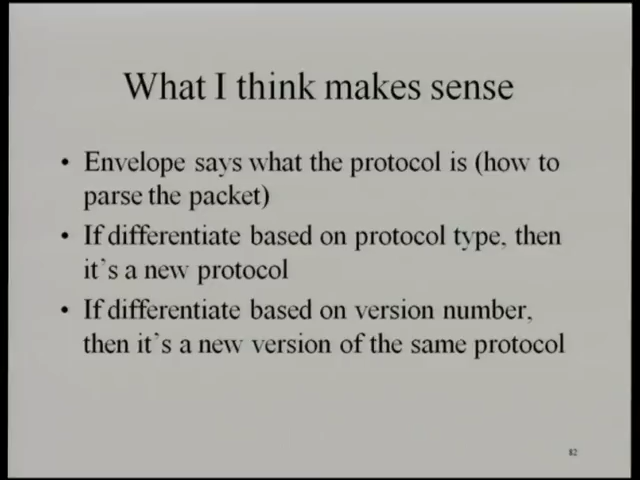 What I think makes sense
• Envelope says what the protocol is (how to
parse the packet)
• If differentiate based on protocol type, then
it's a new protocol
• If differentiate based on version number,
then it's a new version of the same protocol
82